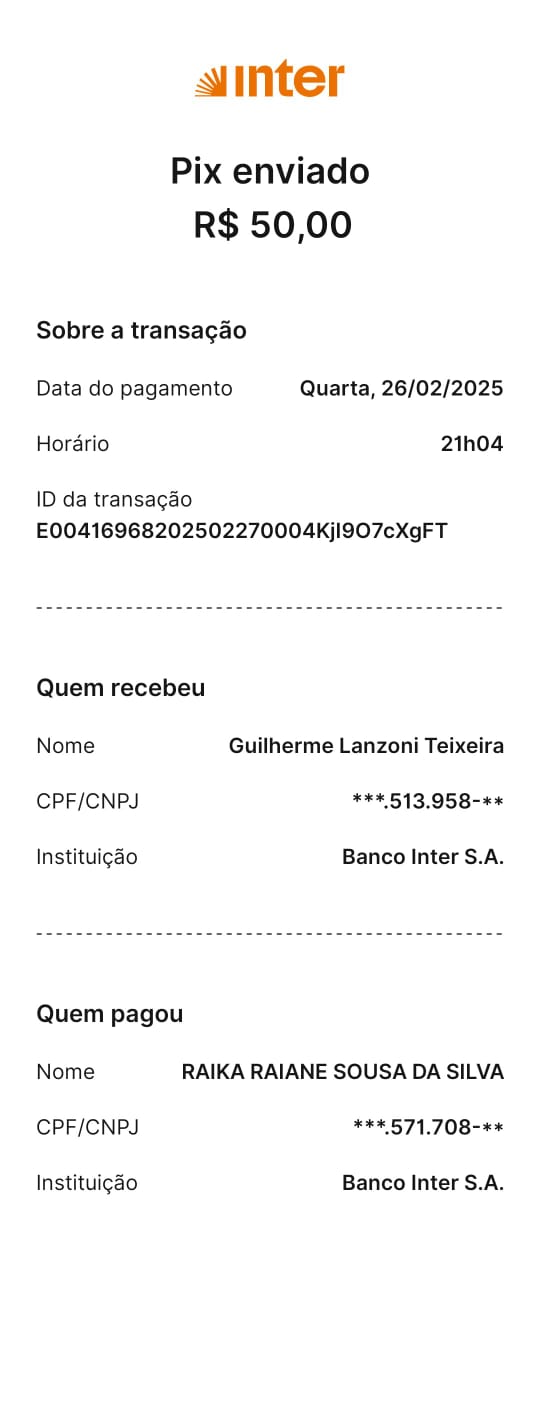 inter
Pix enviado
R$ 50,00
Sobre a transação
Data do pagamento Quarta, 26/02/2025
Horário 21h04
ID da transação
E00416968202502270004KjI9O7cXgFT
Quem recebeu
Nome Guilherme Lanzoni Teixeira
CPF/CNPJ ***.513.958-**
Instituição Banco Inter S.A.
Quem pagou
Nome RAIKA RAIANE SOUSA DA SILVA
CPF/CNPJ ***.571.708-**
Instituição Banco Inter S.A.